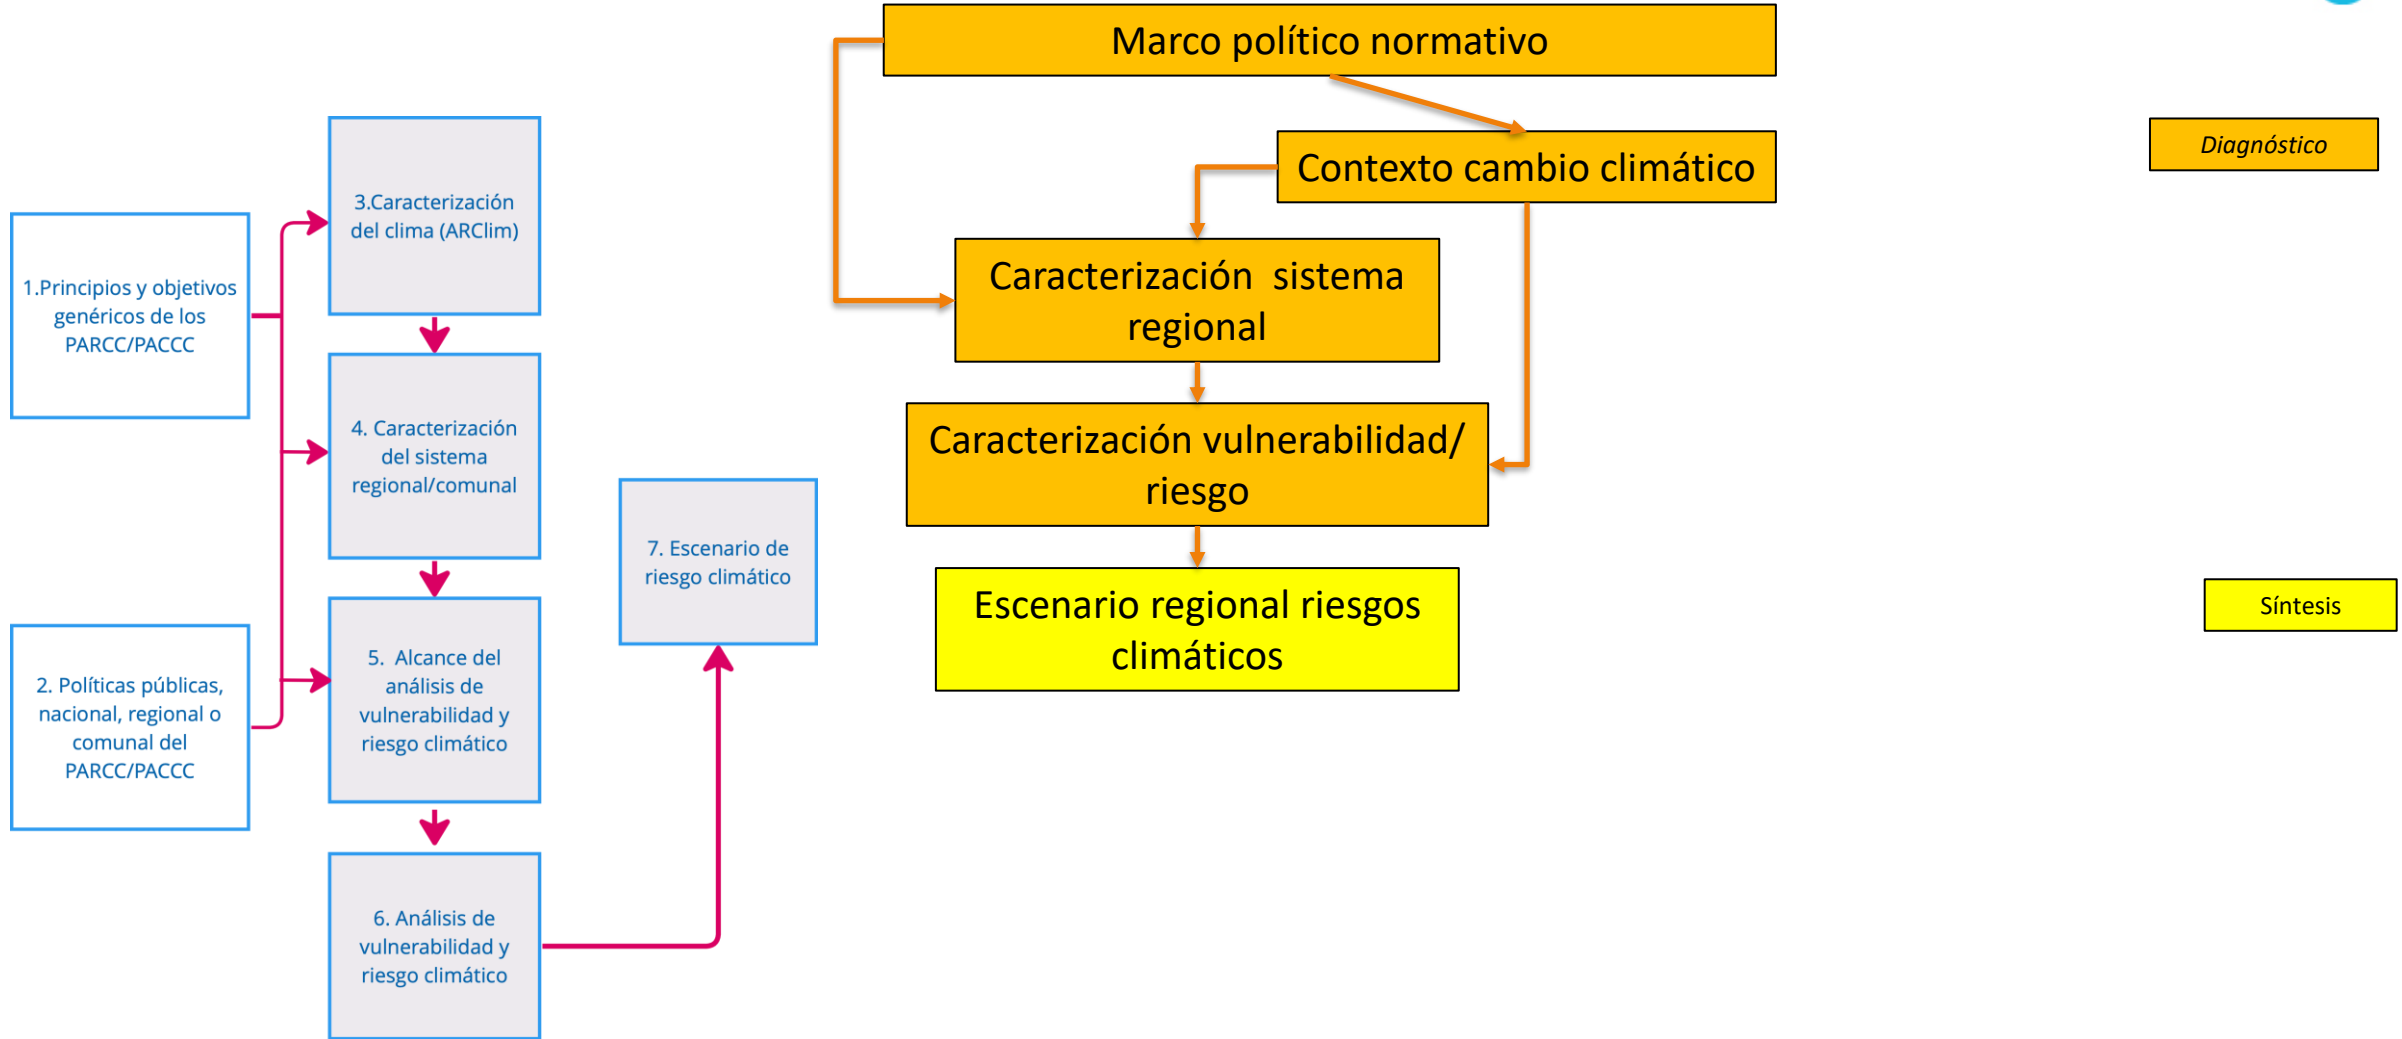 1.Principios y objetivos
genéricos de los
PARCC/PACCC
2. Políticas públicas,
nacional, regional o
comunal del
PARCC/PACCC
3.Caracterización
del clima (ARClim)
4. Caracterización
del sistema
regional/comunal
5. Alcance del
análisis de
vulnerabilidad y
riesgo climático
6. Análisis de
vulnerabilidad y
riesgo climático
7. Escenario de
riesgo climático
Marco político normativo
Contexto cambio climático
Caracterización sistema
regional
Caracterización vulnerabilidad/
riesgo
Escenario regional riesgos
climáticos
Diagnóstico
Síntesis